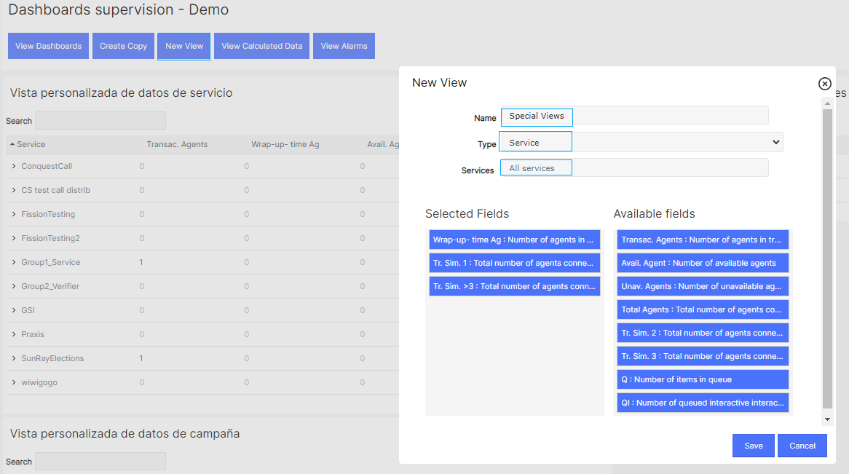 Dashboards supervision - Demo
View Dashboards Create Copy New View View Calculated Data View Alarms
Vista personalizada de datos de servicio
Search
Service Transac. Agents Wrap-up- time Ag Avail. Ag
ConquestCall 0 0 0
CS test call distrib 0 0 0
FissionTesting 0 0 0
FissionTesting2 0 0 0
Group1_Service 1 0 0
Group2_Verifier 0 0 0
GSI 0 0 0
Praxis 0 0 0
SunRayElections 1 0 0
wiwigogo 0 0 0
Vista personalizada de datos de campaña
Search
es
New View
Name Special Views
Type Service
Services All services
Selected Fields
Wrap-up- time Ag : Number of agents in ...
Tr. Sim. 1 : Total number of agents conne...
Tr. Sim. >3 : Total number of agents conn...
Available fields
Transac. Agents : Number of agents in tr...
Avail. Agent : Number of available agents
Unav. Agents : Number of unavailable ag...
Total Agents : Total number of agents co...
Tr. Sim. 2 : Total number of agents conne...
Tr. Sim. 3 : Total number of agents conne...
Q : Number of items in queue
QI : Number of queued interactive interac...
Save Cancel